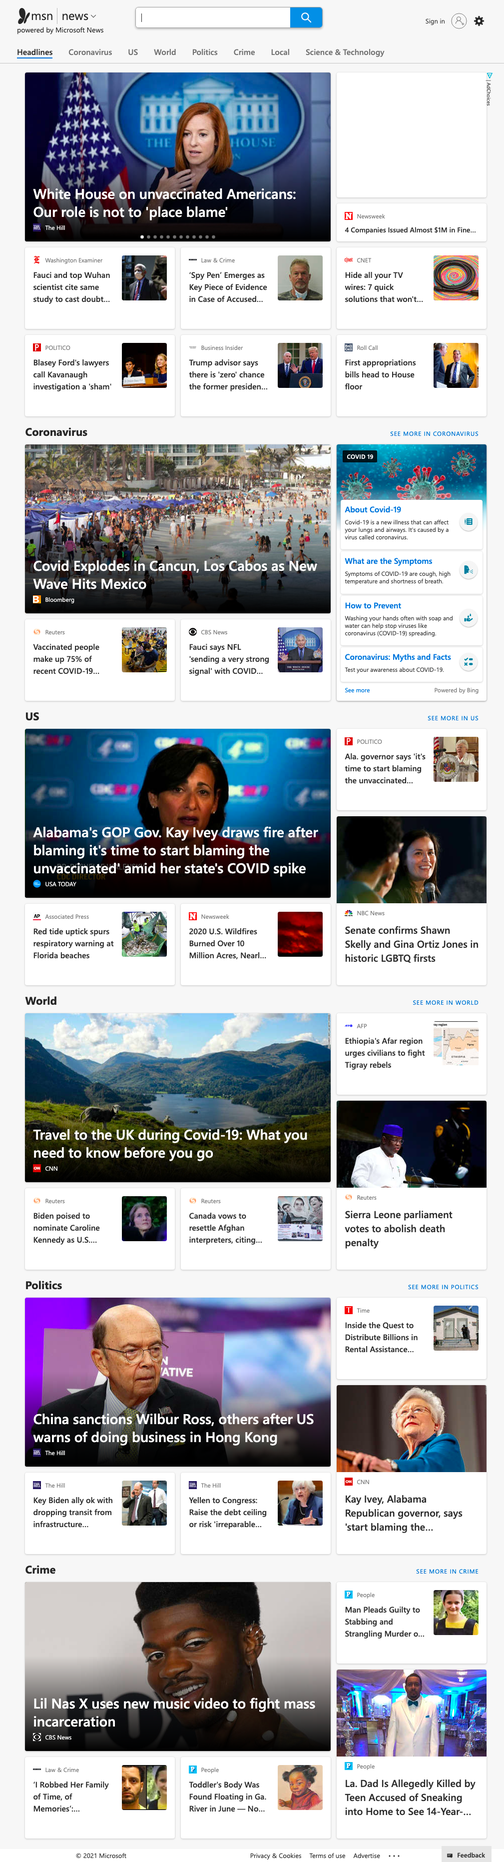 msn news
powered by Microsoft News
Sign in
Headlines Coronavirus US World Politics Crime Local Science & Technology
White House on unvaccinated Americans:
Our role is not to 'place blame'
The Hill
AdChoices
Newsweek
4 Companies Issued Almost $1M in Fine...
Washington Examiner
Fauci and top Wuhan
scientist cite same
study to cast doubt...
Law & Crime
'Spy Pen' Emerges as
Key Piece of Evidence
in Case of Accused...
CNET
Hide all your TV
wires: 7 quick
solutions that won't...
POLITICO
Blasey Ford's lawyers
call Kavanaugh
investigation a 'sham'
Business Insider
Trump advisor says
there is 'zero' chance
the former presiden...
Roll Call
First appropriations
bills head to House
floor
Coronavirus
SEE MORE IN CORONAVIRUS
Covid Explodes in Cancun, Los Cabos as New
Wave Hits Mexico
Bloomberg
COVID 19
About Covid-19
Covid-19 is a new illness that can affect
your lungs and airways. It's caused by a
virus called coronavirus.
What are the Symptoms
Symptoms of COVID-19 are cough, high
temperature and shortness of breath.
How to Prevent
Washing your hands often with soap and
water can help stop viruses like
coronavirus (COVID-19) spreading.
Coronavirus: Myths and Facts
Test your awareness about COVID-19.
See more
Powered by Bing
Reuters
Vaccinated people
make up 75% of
recent COVID-19...
CBS News
Fauci says NFL
'sending a very strong
signal' with COVID...
US
SEE MORE IN US
Alabama's GOP Gov. Kay Ivey draws fire after
blaming it's time to start blaming the
unvaccinated' amid her state's COVID spike
USA TODAY
POLITICO
Ala. governor says 'it's
time to start blaming
the unvaccinated...
NBC News
Senate confirms Shawn
Skelly and Gina Ortiz Jones in
historic LGBTQ firsts
Associated Press
Red tide uptick spurs
respiratory warning at
Florida beaches
Newsweek
2020 U.S. Wildfires
Burned Over 10
Million Acres, Nearl...
World
SEE MORE IN WORLD
Travel to the UK during Covid-19: What you
need to know before you go
CNN
AFP
Ethiopia's Afar region
urges civilians to fight
Tigray rebels
Reuters
Sierra Leone parliament
votes to abolish death
penalty
Reuters
Biden poised to
nominate Caroline
Kennedy as U.S....
Reuters
Canada vows to
resettle Afghan
interpreters, citing...
Politics
SEE MORE IN POLITICS
China sanctions Wilbur Ross, others after US
warns of doing business in Hong Kong
The Hill
Time
Inside the Quest to
Distribute Billions in
Rental Assistance...
CNN
Kay Ivey, Alabama
Republican governor, says
'start blaming the...
The Hill
Key Biden ally ok with
dropping transit from
infrastructure...
The Hill
Yellen to Congress:
Raise the debt ceiling
or risk 'irreparable...
Crime
SEE MORE IN CRIME
Lil Nas X uses new music video to fight mass
incarceration
CBS News
People
Man Pleads Guilty to
Stabbing and
Strangling Murder o...
People
La. Dad Is Allegedly Killed by
Teen Accused of Sneaking
into Home to See 14-Year-...
Law & Crime
'I Robbed Her Family
of Time, of
Memories':...
People
Toddler's Body Was
Found Floating in Ga.
River in June — No...
© 2021 Microsoft
Privacy & Cookies Terms of use Advertise
Feedback